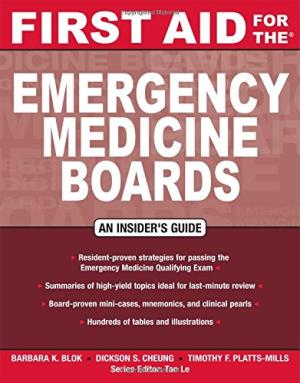 FIRST AID FOR THE®
EMERGENCY
MEDICINE
BOARDS
AN INSIDER'S GUIDE
Resident-proven strategies for passing the
Emergency Medicine Qualifying Exam
Summaries of high-yield topics ideal for last-minute review
Board-proven mini-cases, mnemonics, and clinical pearls
Hundreds of tables and illustrations
BARBARA K. BLOK • DICKSON S. CHEUNG • TIMOTHY F. PLATTS-MILLS
Series Editor: Tao Le
MEDICINE BOARDS